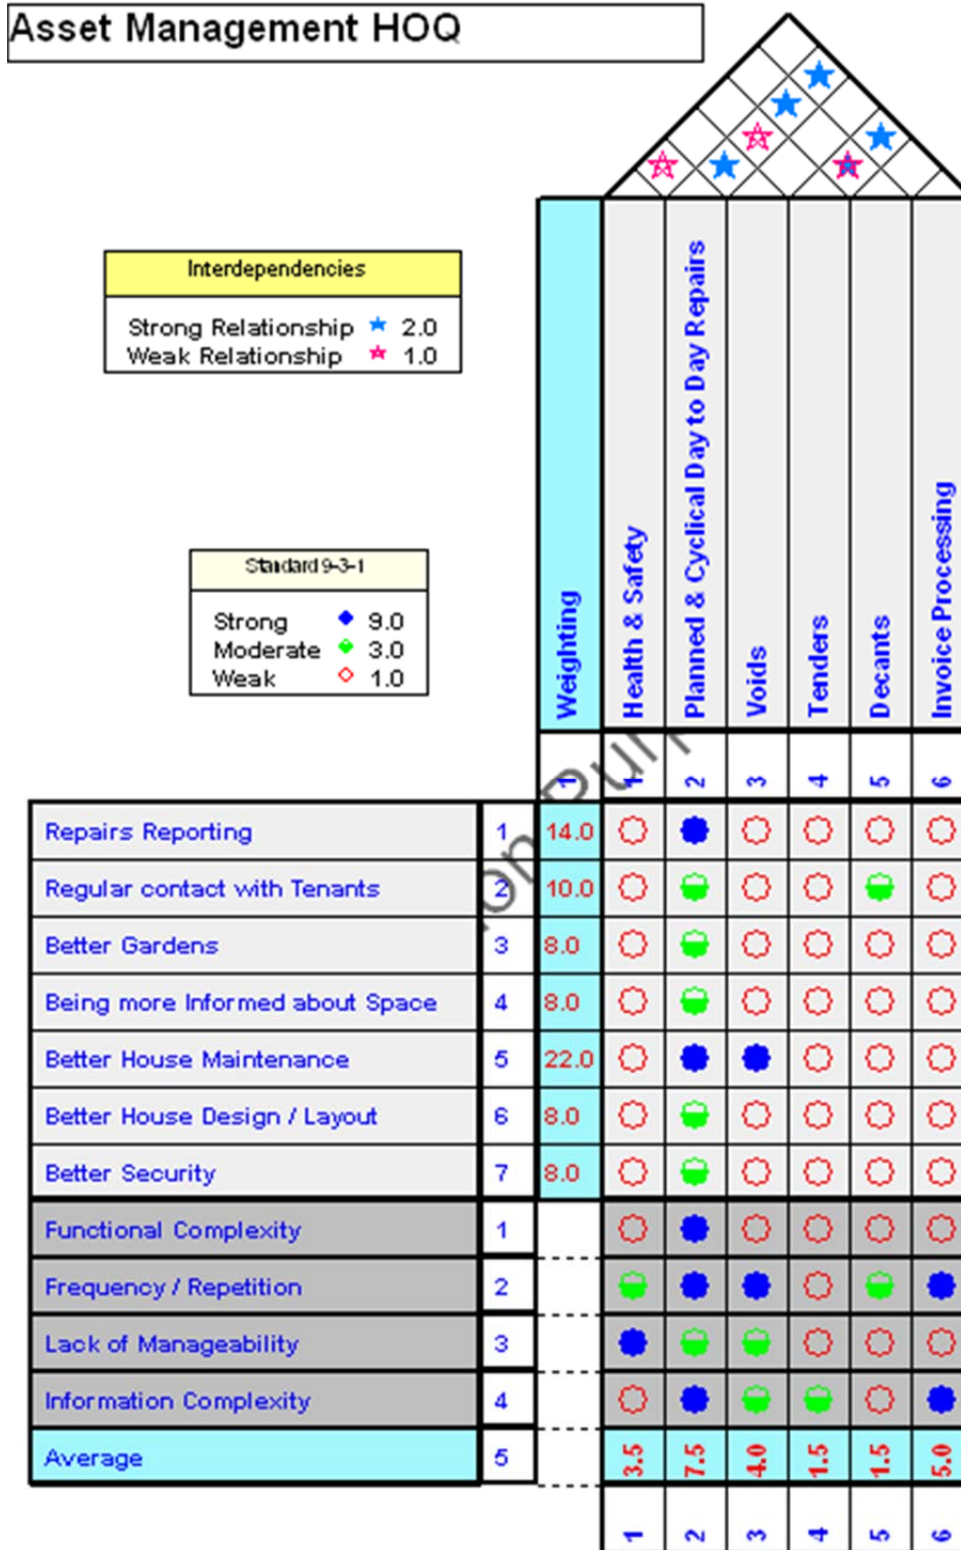 Asset Management HOQ
Interdependencies
Strong Relationship 2.0
Weak Relationship 1.0
Standard 9-3-1
Strong 9.0
Moderate 3.0
Weak 1.0
Weighting
Health & Safety
Planned & Cyclical Day to Day Repairs
Voids
Tenders
Decants
Invoice Processing
1 1 2 3 4 5 6
Repairs Reporting 1 14.0
Regular contact with Tenants 2 10.0
Better Gardens 3 8.0
Being more Informed about Space 4 8.0
Better House Maintenance 5 22.0
Better House Design / Layout 6 8.0
Better Security 7 8.0
Functional Complexity 1
Frequency / Repetition 2
Lack of Manageability 3
Information Complexity 4
Average 5 3.5 7.5 4.0 1.5 1.5 5.0
1 2 3 4 5 6